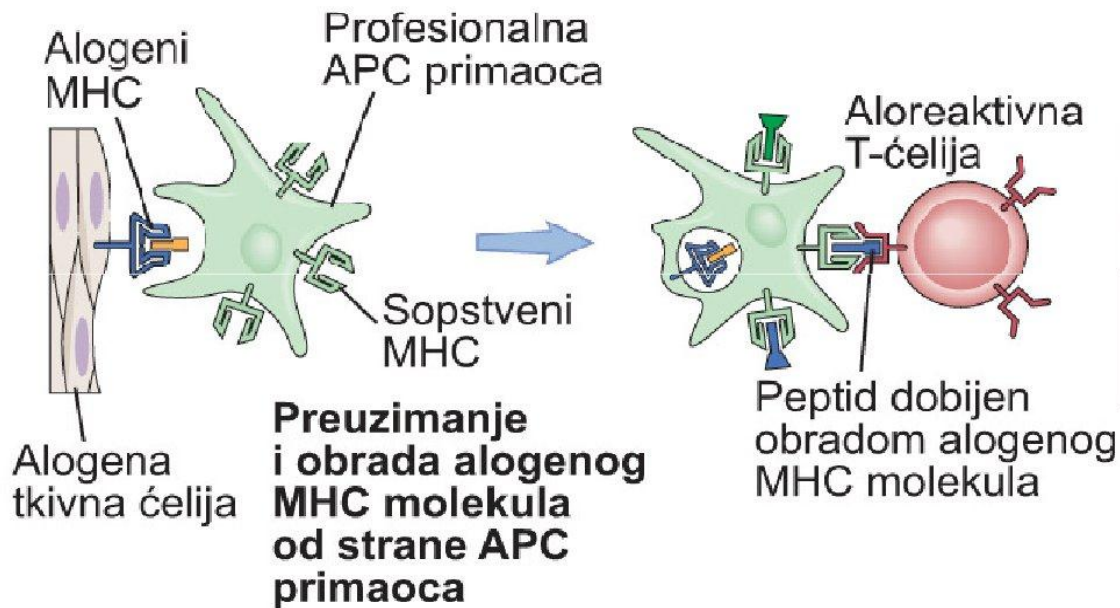 Alogeni
MHC
Profesionalna
APC primaoca
Sopstveni
MHC
Alogena
tkivna ćelija
Preuzimanje
i obrada alogenog
MHC molekula
od strane APC
primaoca
Aloreaktivna
T-ćelija
Peptid dobijen
obradom alogenog
MHC molekula